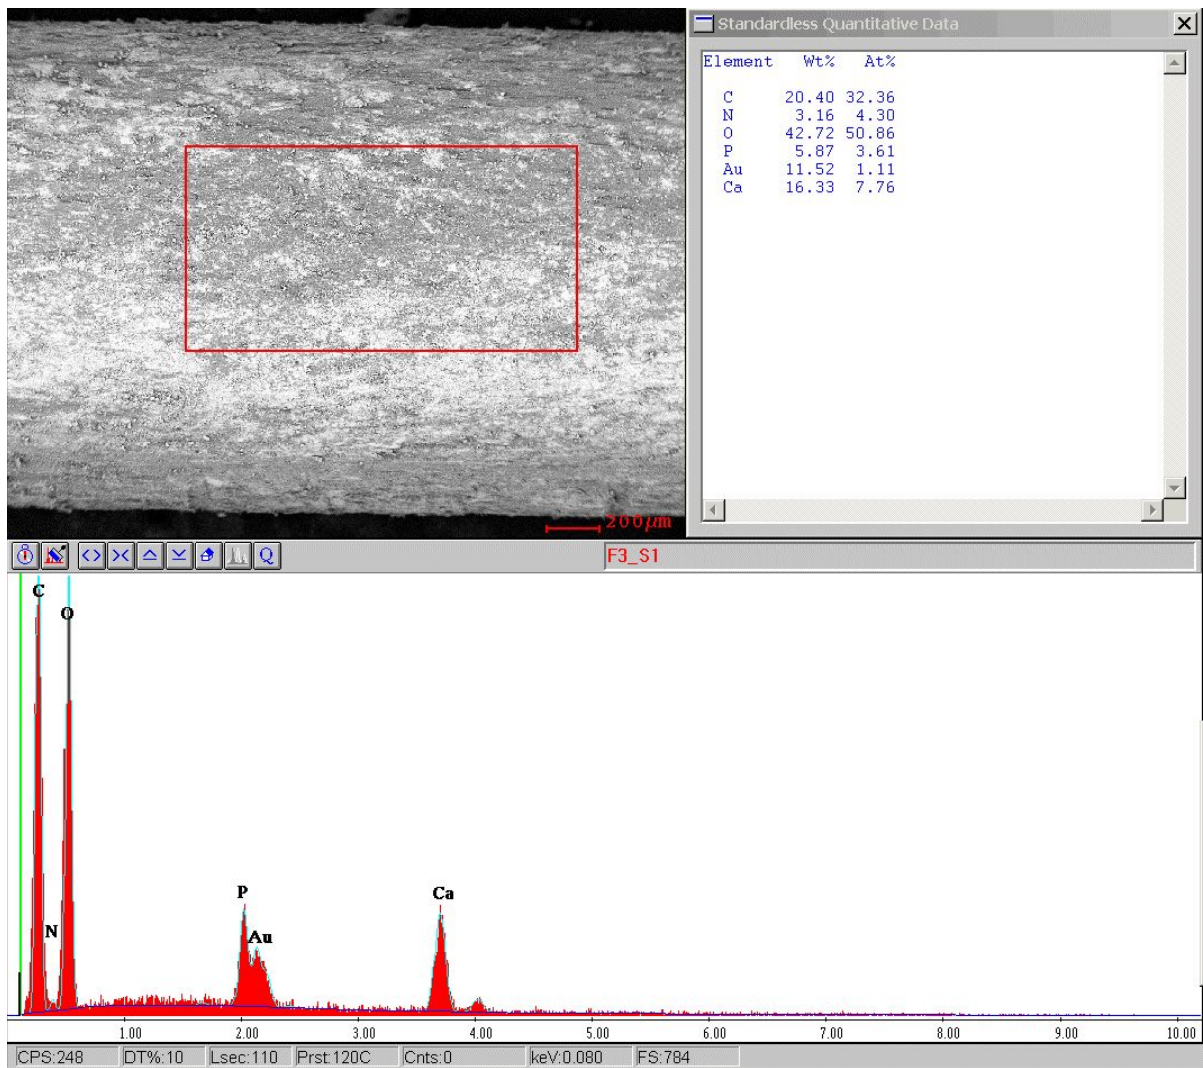 Standardless Quantitative Data
Element Wt% At%
C 20.40 32.36
N 3.16 4.30
O 42.72 50.86
P 5.87 3.61
Au 11.52 1.11
Ca 16.33 7.76
200µm
Q
F3_S1
C
O
N
P
Au
Ca
1.00 2.00 3.00 4.00 5.00 6.00 7.00 8.00 9.00 10.00
CPS:248 DT%:10 Lsec:110 Prst:120C Cnts:0 keV:0.080 FS:784